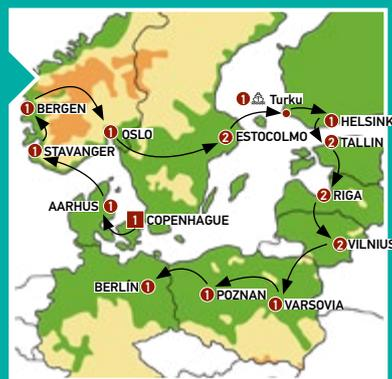 1 Turku
1 HELSINK
1 BERGEN
1 OSLO
2 ESTOCOLMO
2 TALLIN
1 STAVANGER
2 RIGA
AARHUS 1
1 COPENHAGUE
2 VILNIUS
BERLÍN 1
1 POZNAN
1 VARSOVIA